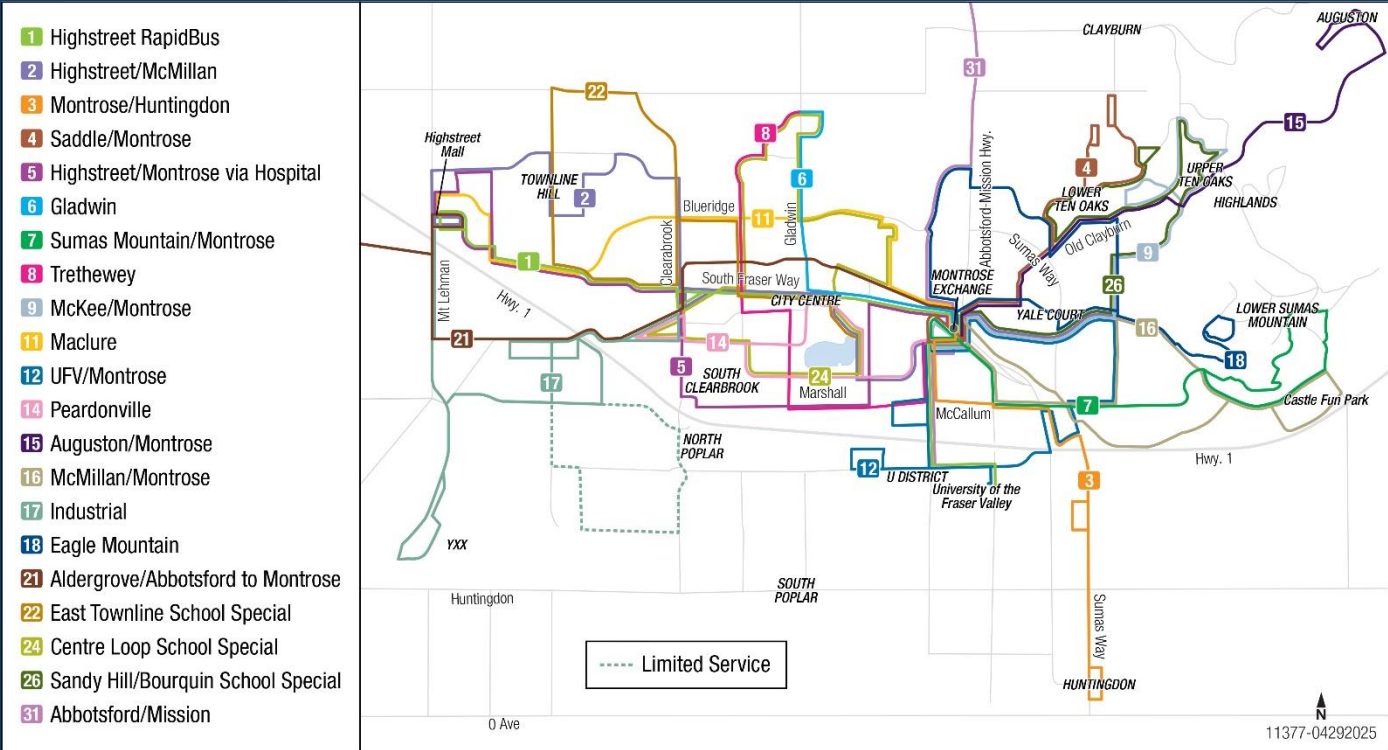 1 Highstreet RapidBus
2 Highstreet/McMillan
3 Montrose/Huntingdon
4 Saddle/Montrose
5 Highstreet/Montrose via Hospital
6 Gladwin
7 Sumas Mountain/Montrose
8 Trethewey
9 McKee/Montrose
11 Maclure
12 UFV/Montrose
14 Peardonville
15 Auguston/Montrose
16 McMillan/Montrose
17 Industrial
18 Eagle Mountain
21 Aldergrove/Abbotsford to Montrose
22 East Townline School Special
24 Centre Loop School Special
26 Sandy Hill/Bourquin School Special
31 Abbotsford/Mission
AUGUSTON
CLAYBURN
31
22
15
8
Highstreet
Mall
Abbotsford-Mission Hwy.
4
UPPER
TEN OAKS
TOWNLINE
HILL
6
2
LOWER
TEN OAKS
HIGHLANDS
Blueridge
11
Gladwin
Clearabrook
Sumas Way
Old Clayburn
9
1
Mt Lehman
South Fraser Way
MONTROSE
EXCHANGE
26
Hwy. 1
CITY CENTRE
YALE COURT
LOWER SUMAS
MOUNTAIN
16
21
14
18
5
SOUTH
CLEARBROOK
24
17
Marshall
Castle Fun Park
7
McCallum
NORTH
POPLAR
Hwy. 1
12
U DISTRICT
University of the
Fraser Valley
3
YXX
SOUTH
POPLAR
Huntingdon
Sumas Way
Limited Service
HUNTINGDON
N
0 Ave
11377-04292025